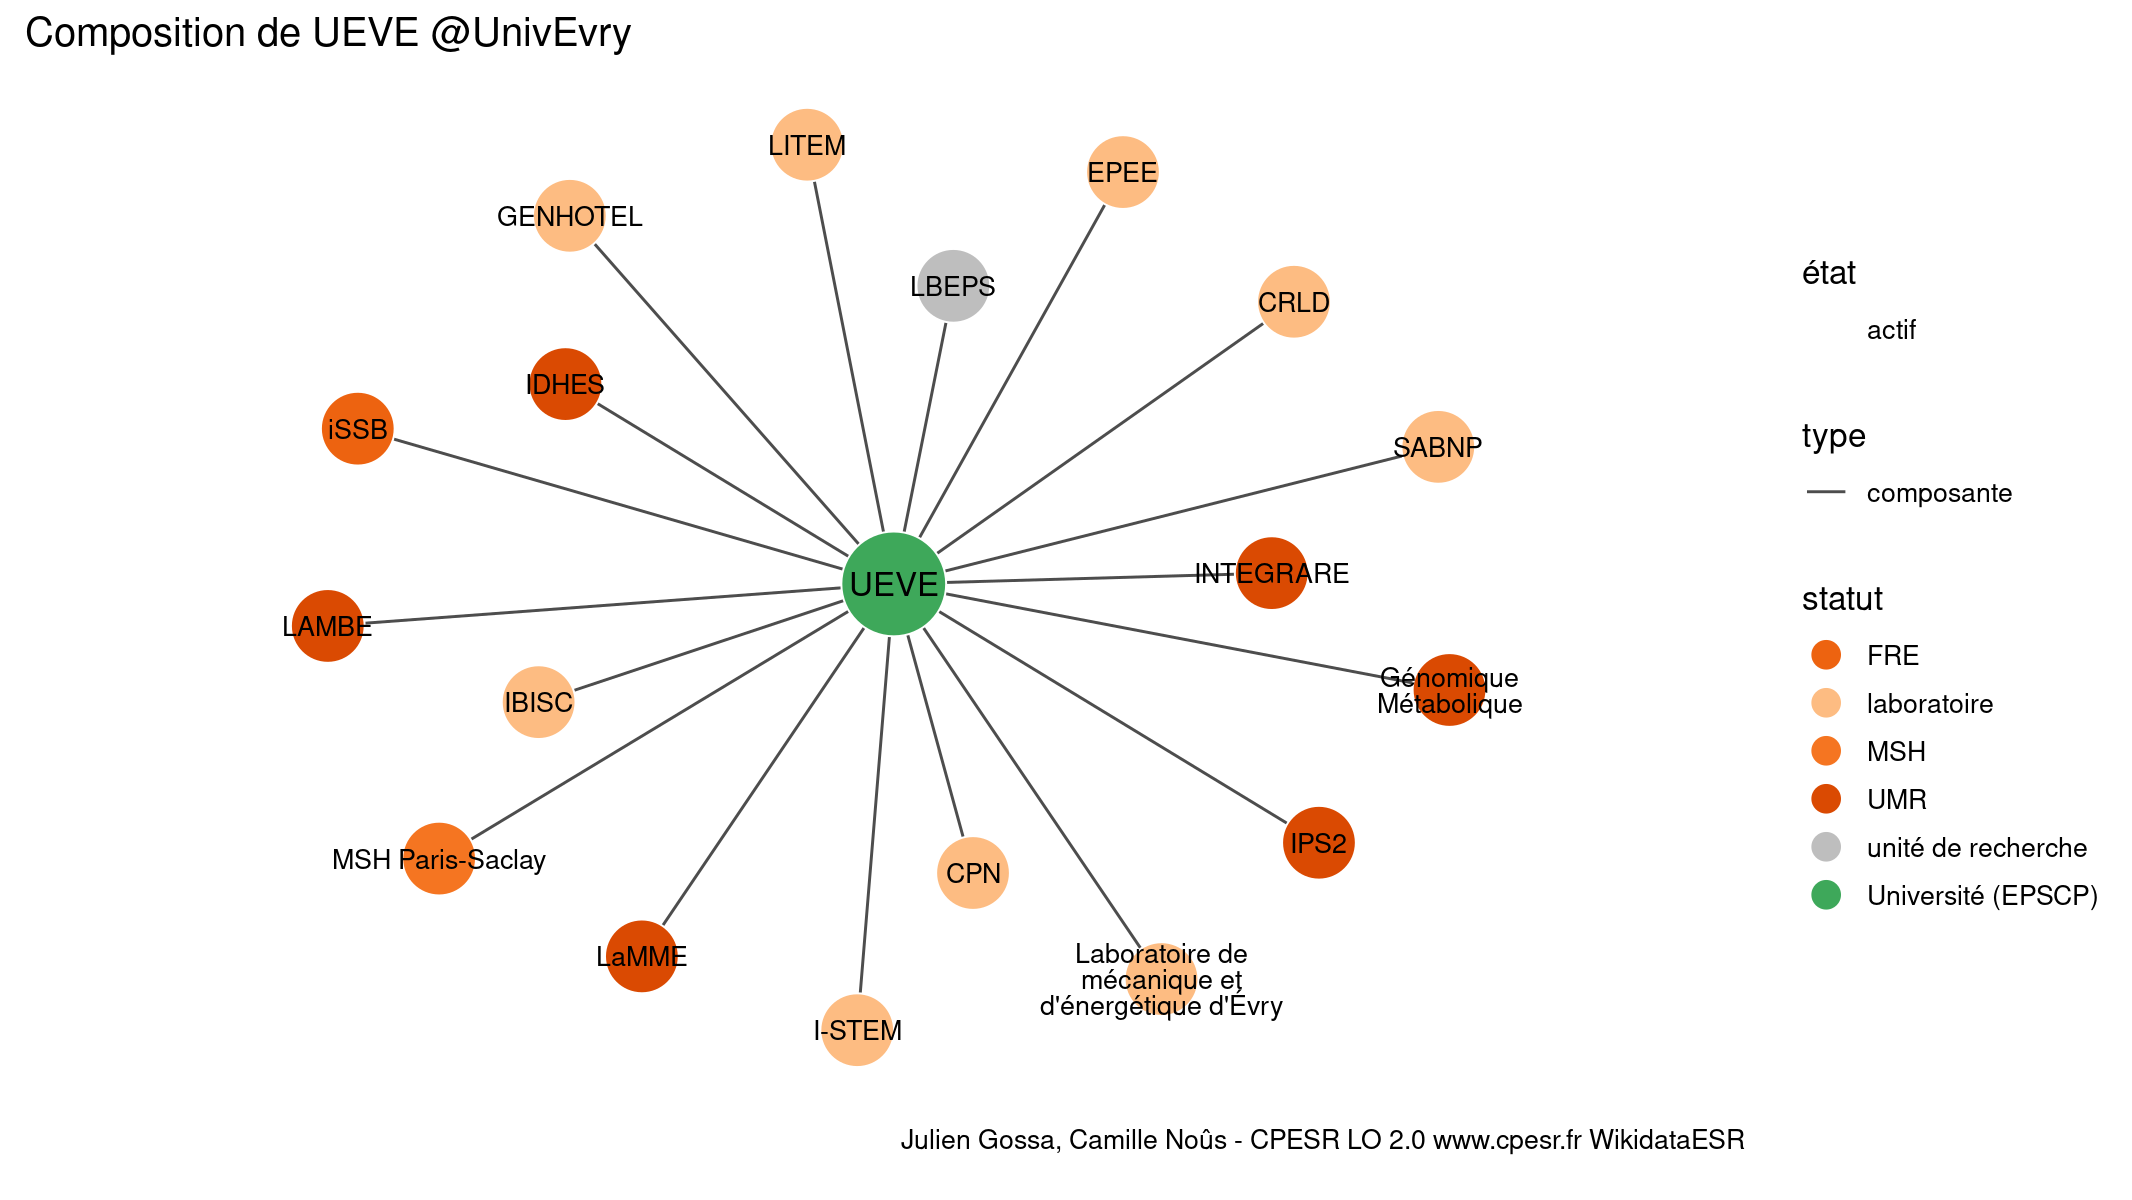 Composition de UEVE @UnivEvry
LITEM
EPEE
GENHOTEL
LBEPS
CRLD
IDHES
iSSB
SABNP
INTEGRARE
UEVE
LAMBE
Génomique
Métabolique
IBISC
IPS2
MSH Paris-Saclay
CPN
LaMME
Laboratoire de
mécanique et
d'énergétique d'Évry
I-STEM
état
actif
type
composante
statut
FRE
laboratoire
MSH
UMR
unité de recherche
Université (EPSCP)
Julien Gossa, Camille Noûs - CPESR LO 2.0 www.cpesr.fr WikidataESR